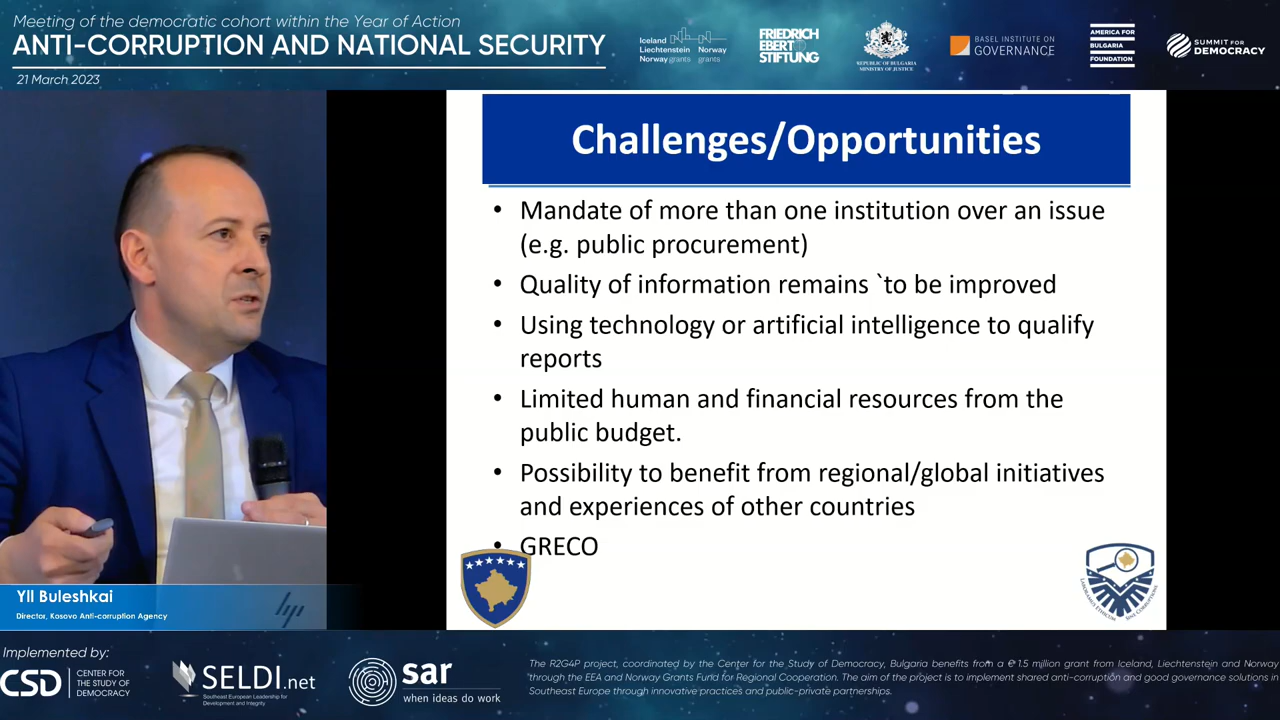 Meeting of the democratic cohort within the Year of Action
ANTI-CORRUPTION AND NATIONAL SECURITY
21 March 2023
Iceland
Liechtenstein Norway
Norway grants grants
FRIEDRICH
EBERT
STIFTUNG
REPUBLIC OF BULGARIA
MINISTRY OF JUSTICE
BASEL INSTITUTE ON
GOVERNANCE
AMERICA FOR
BULGARIA
FOUNDATION
SUMMIT FOR
DEMOCRACY
Challenges/Opportunities
• Mandate of more than one institution over an issue
(e.g. public procurement)
• Quality of information remains `to be improved
• Using technology or artificial intelligence to qualify
reports
• Limited human and financial resources from the
public budget.
• Possibility to benefit from regional/global initiatives
and experiences of other countries
• GRECO
Yll Buleshkai
Director, Kosovo Anti-corruption Agency
hp
Implemented by:
CSD
CENTER FOR
THE STUDY OF
DEMOCRACY
SELDI.net
Southeast European Leadership for
Development and Integrity
sar
when ideas do work
The R2G4P project, coordinated by the Center for the Study of Democracy, Bulgaria benefits from a € 1.5 million grant from Iceland, Liechtenstein and Norway
through the EEA and Norway Grants Fund for Regional Cooperation. The aim of the project is to implement shared anti-corruption and good governance solutions in
Southeast Europe through innovative practices and public-private partnerships.